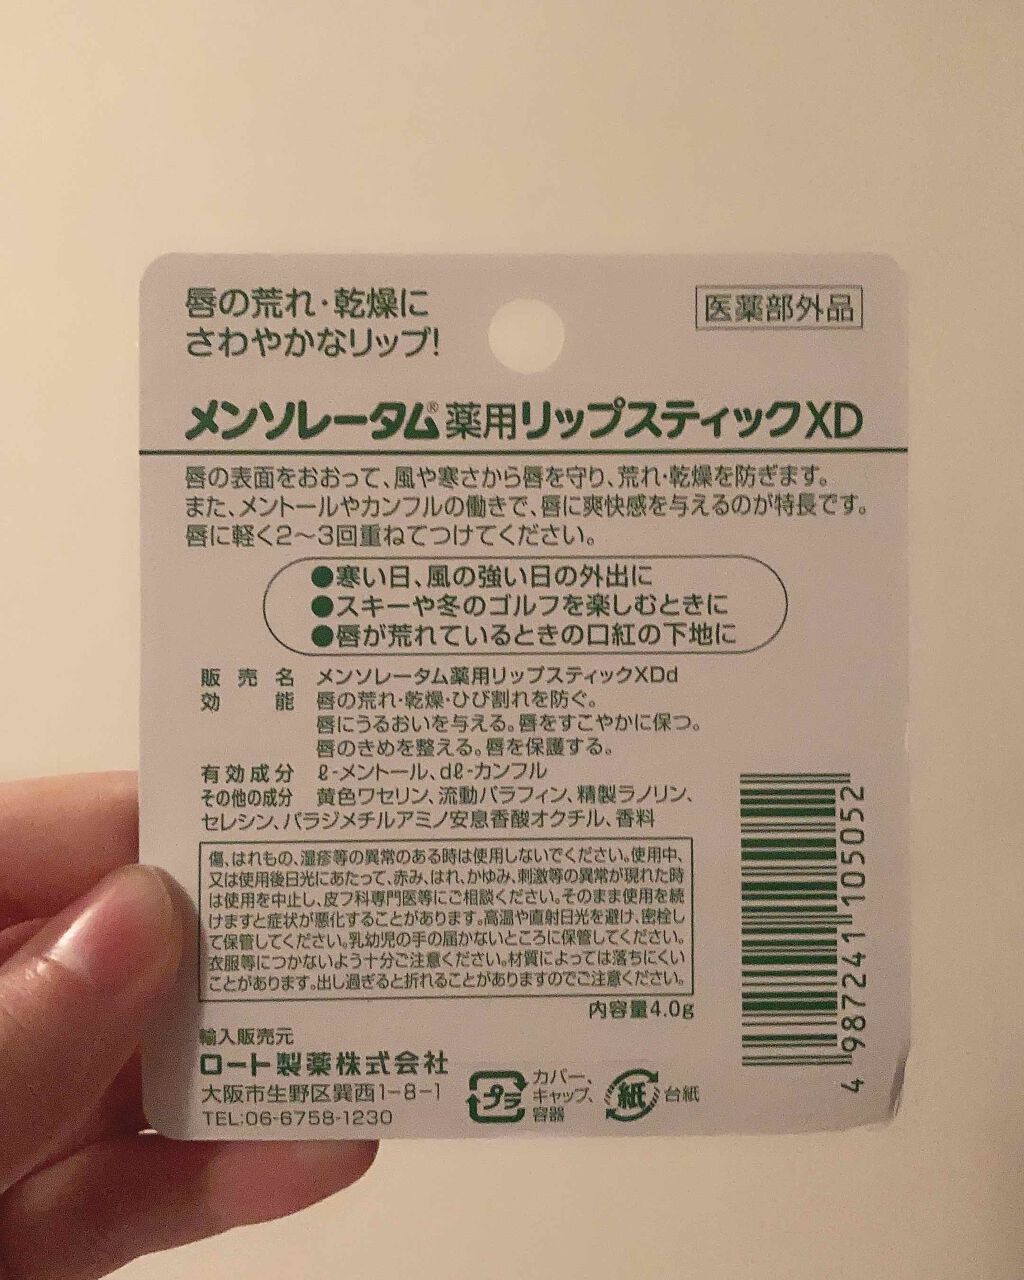 唇の荒れ・乾燥に
さわやかなリップ!
医薬部外品
メンソレータム®薬用リップスティックXD
唇の表面をおおって、風や寒さから唇を守り、荒れ・乾燥を防ぎます。
また、メントールやカンフルの働きで、唇に爽快感を与えるのが特長です。
唇に軽く2〜3回重ねてつけてください。
●寒い日、風の強い日の外出に
●スキーや冬のゴルフを楽しむときに
●唇が荒れているときの口紅の下地に
販売名 メンソレータム薬用リップスティックXDd
効能 唇の荒れ・乾燥・ひび割れを防ぐ。
唇にうるおいを与える。唇をすこやかに保つ。
唇のきめを整える。唇を保護する。
有効成分 ℓ-メントール、dℓ-カンフル
その他の成分 黄色ワセリン、流動パラフィン、精製ラノリン、
セレシン、パラジメチルアミノ安息香酸オクチル、香料
傷、はれもの、湿疹等の異常のある時は使用しないでください。使用中、
又は使用後日光にあたって、赤み、はれ、かゆみ、刺激等の異常が現れた時
は使用を中止し、皮フ科専門医等にご相談ください。そのまま使用を続
けますと症状が悪化することがあります。高温や直射日光を避け、密栓し
て保管してください。乳幼児の手の届かないところに保管してください。
衣服等につかないよう十分ご注意ください。材質によっては落ちにくい
ことがあります。出し過ぎると折れることがありますのでご注意ください。
内容量4.0g
輸入販売元
ロート製薬株式会社
大阪市生野区巽西1-8-1
TEL:06-6758-1230
プラ
カバー、
キャップ、
容器
紙
台紙
4 987241 105052